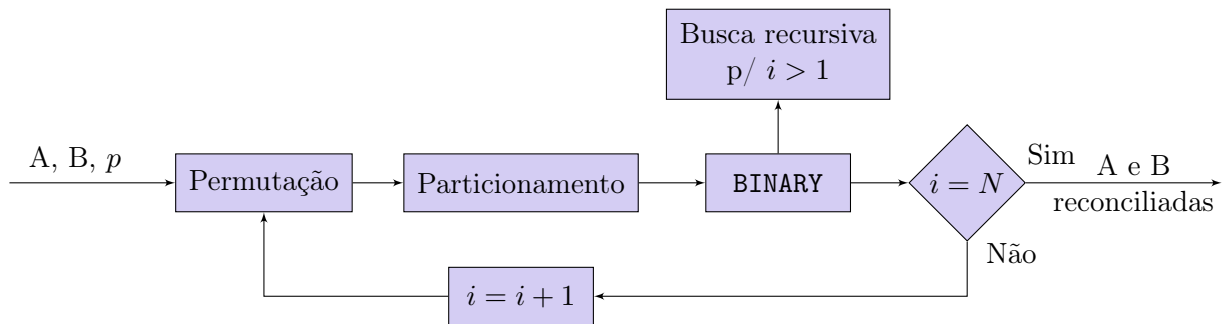 Busca recursiva
p/ i > 1
A, B, p
Permutação
Particionamento
BINARY
i = N
Sim
A e B
reconciliadas
Não
i = i + 1